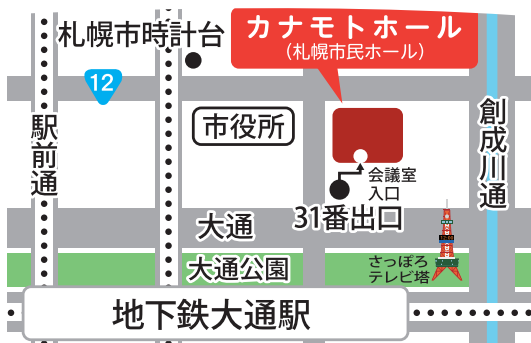 札幌市時計台
カナモトホール
（札幌市民ホール）
12
市役所
駅前通
創成川通
会議室
入口
31番出口
大通
大通公園
さっぽろ
テレビ塔
地下鉄大通駅